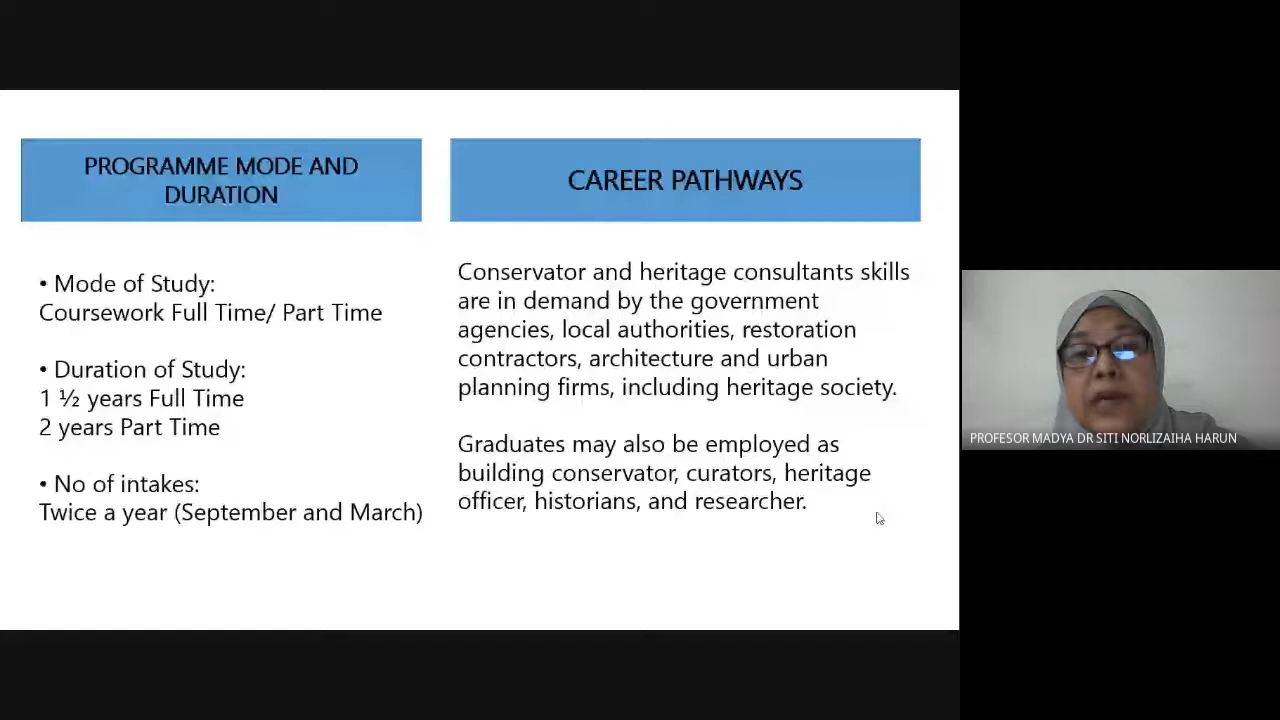 PROGRAMME MODE AND
DURATION
• Mode of Study:
Coursework Full Time/ Part Time
• Duration of Study:
1 ½ years Full Time
2 years Part Time
• No of intakes:
Twice a year (September and March)
CAREER PATHWAYS
Conservator and heritage consultants skills
are in demand by the government
agencies, local authorities, restoration
contractors, architecture and urban
planning firms, including heritage society.
Graduates may also be employed as
building conservator, curators, heritage
officer, historians, and researcher.
PROFESOR MADYA DR SITI NORLIZAIHA HARUN